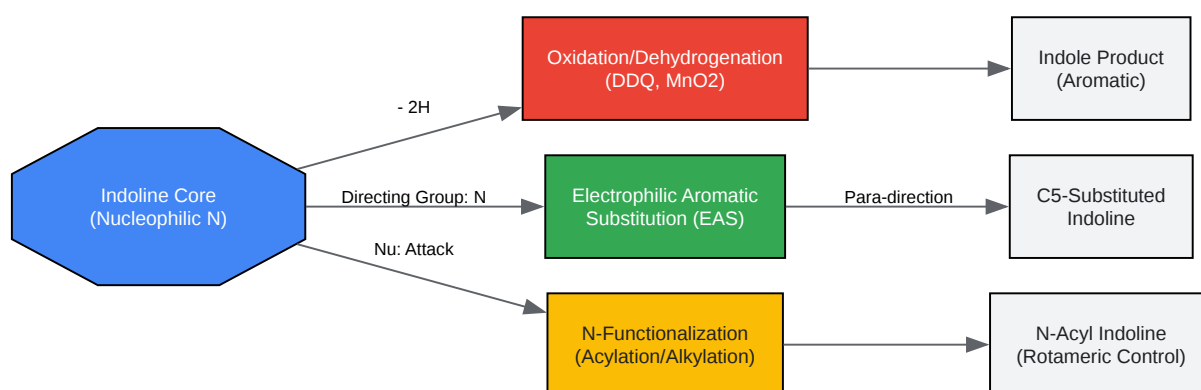 Oxidation/Dehydrogenation
(DDQ, MnO2)
Indole Product
(Aromatic)
- 2H
Indoline Core
(Nucleophilic N)
Directing Group: N
Electrophilic Aromatic
Substitution (EAS)
Para-direction
C5-Substituted
Indoline
Nu: Attack
N-Functionalization
(Acylation/Alkylation)
N-Acyl Indoline
(Rotameric Control)